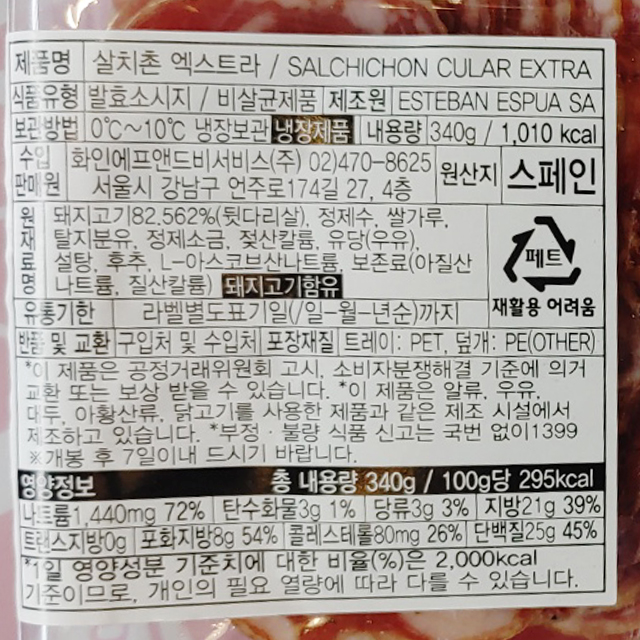 제품명 살치촌 엑스트라 / SALCHICHON CULAR EXTRA
식품유형 발효소시지 / 비살균제품 제조원 ESTEBAN ESPUA SA
보관방법 0℃~10℃ 냉장보관 냉장제품 내용량 340g / 1,010 kcal
수입판매원 화인에프앤드비서비스(주) 02)470-8625
서울시 강남구 언주로174길 27, 4층
원산지 스페인
원재료명 돼지고기82.562%(뒷다리살), 정제수, 쌀가루,
탈지분유, 정제소금, 젖산칼륨, 유당(우유),
설탕, 후추, L-아스코브산나트륨, 보존료(아질산
나트륨, 질산칼륨) 돼지고기함유
페트
재활용 어려움
유통기한 라벨별도표기일(/일-월-년순)까지
반품 및 교환 구입처 및 수입처 포장재질 트레이: PET, 덮개: PE(OTHER)
*이 제품은 공정거래위원회 고시, 소비자분쟁해결 기준에 의거
교환 또는 보상 받을 수 있습니다. *이 제품은 알류, 우유,
대두, 아황산류, 닭고기를 사용한 제품과 같은 제조 시설에서
제조하고 있습니다. *부정·불량 식품 신고는 국번 없이1399
※개봉 후 7일이내 드시기 바랍니다.
영양정보 총 내용량 340g / 100g당 295kcal
나트륨1,440mg 72% 탄수화물3g 1% 당류3g 3% 지방21g 39%
트랜스지방0g 포화지방8g 54% 콜레스테롤80mg 26% 단백질25g 45%
*1일 영양성분 기준치에 대한 비율(%)은 2,000kcal
기준이므로, 개인의 필요 열량에 따라 다를 수 있습니다.